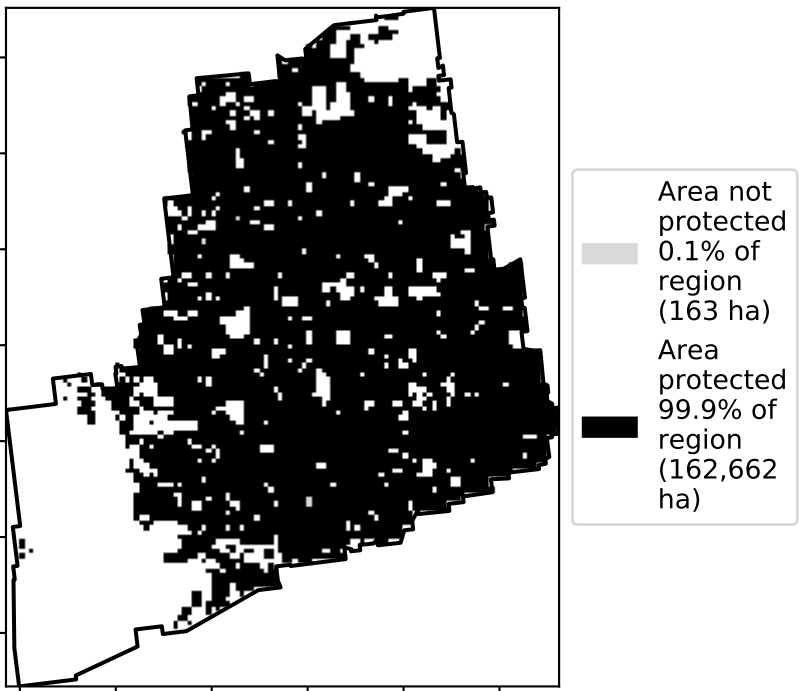 Area not
protected
0.1% of
region
(163 ha)
Area
protected
99.9% of
region
(162,662
ha)